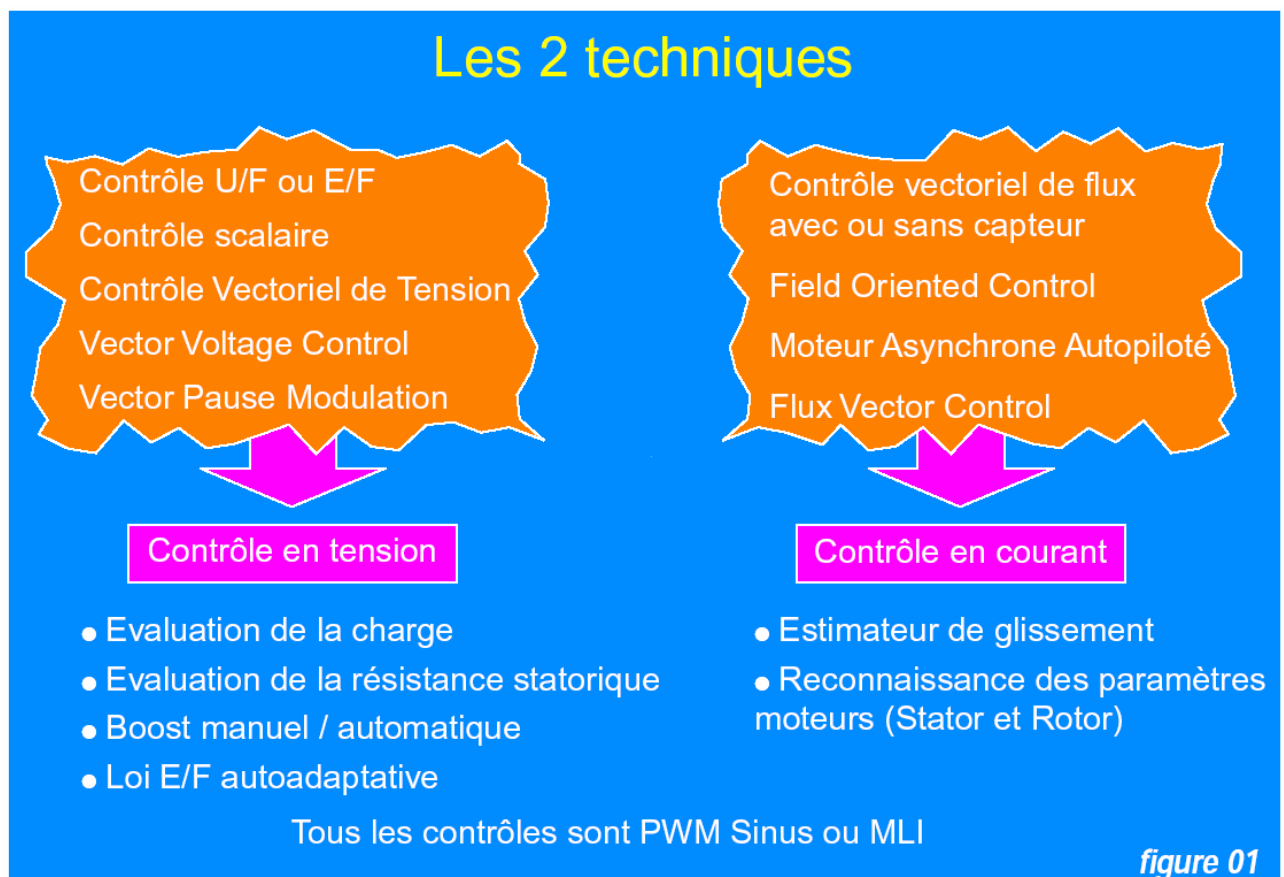 Les 2 techniques
Contrôle U/F ou E/F
Contrôle scalaire
Contrôle Vectoriel de Tension
Vector Voltage Control
Vector Pause Modulation
Contrôle en tension
● Evaluation de la charge
● Evaluation de la résistance statorique
● Boost manuel / automatique
● Loi E/F autoadaptative
Contrôle vectoriel de flux
avec ou sans capteur
Field Oriented Control
Moteur Asynchrone Autopiloté
Flux Vector Control
Contrôle en courant
● Estimateur de glissement
● Reconnaissance des paramètres
moteurs (Stator et Rotor)
Tous les contrôles sont PWM Sinus ou MLI
figure 01